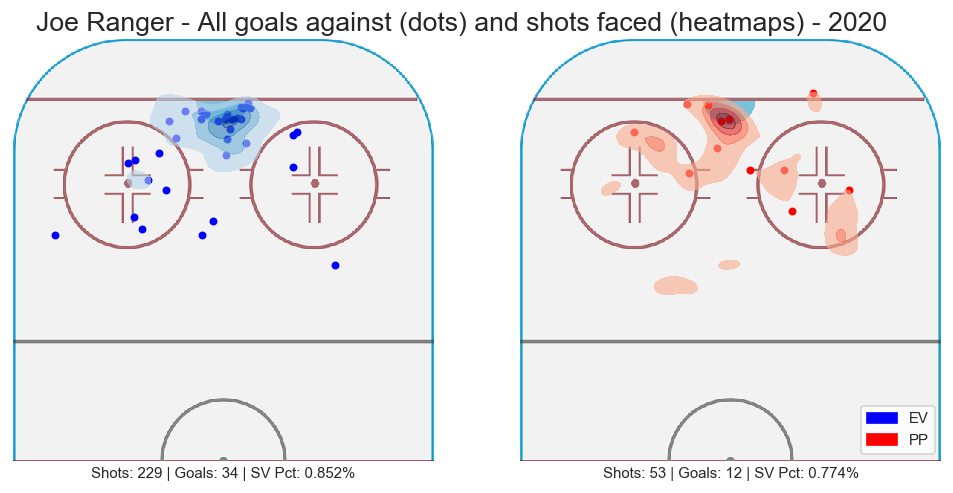 Joe Ranger - All goals against (dots) and shots faced (heatmaps) - 2020
EV
PP
Shots: 229 | Goals: 34 | SV Pct: 0.852%
Shots: 53 | Goals: 12 | SV Pct: 0.774%